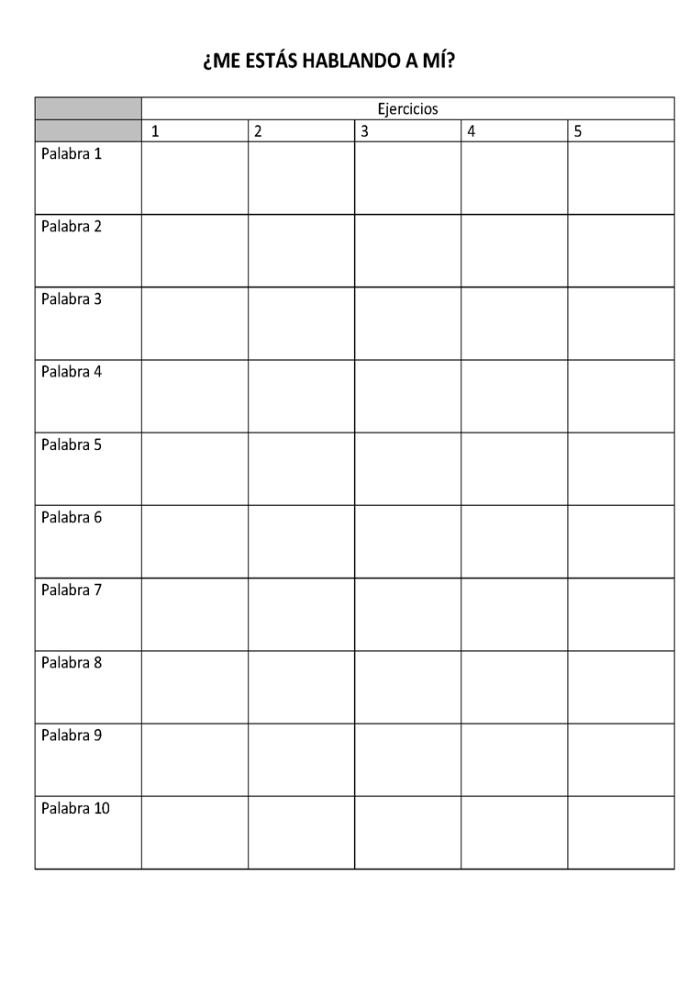 ¿ME ESTÁS HABLANDO A MÍ?
Ejercicios
1 2 3 4 5
Palabra 1
Palabra 2
Palabra 3
Palabra 4
Palabra 5
Palabra 6
Palabra 7
Palabra 8
Palabra 9
Palabra 10